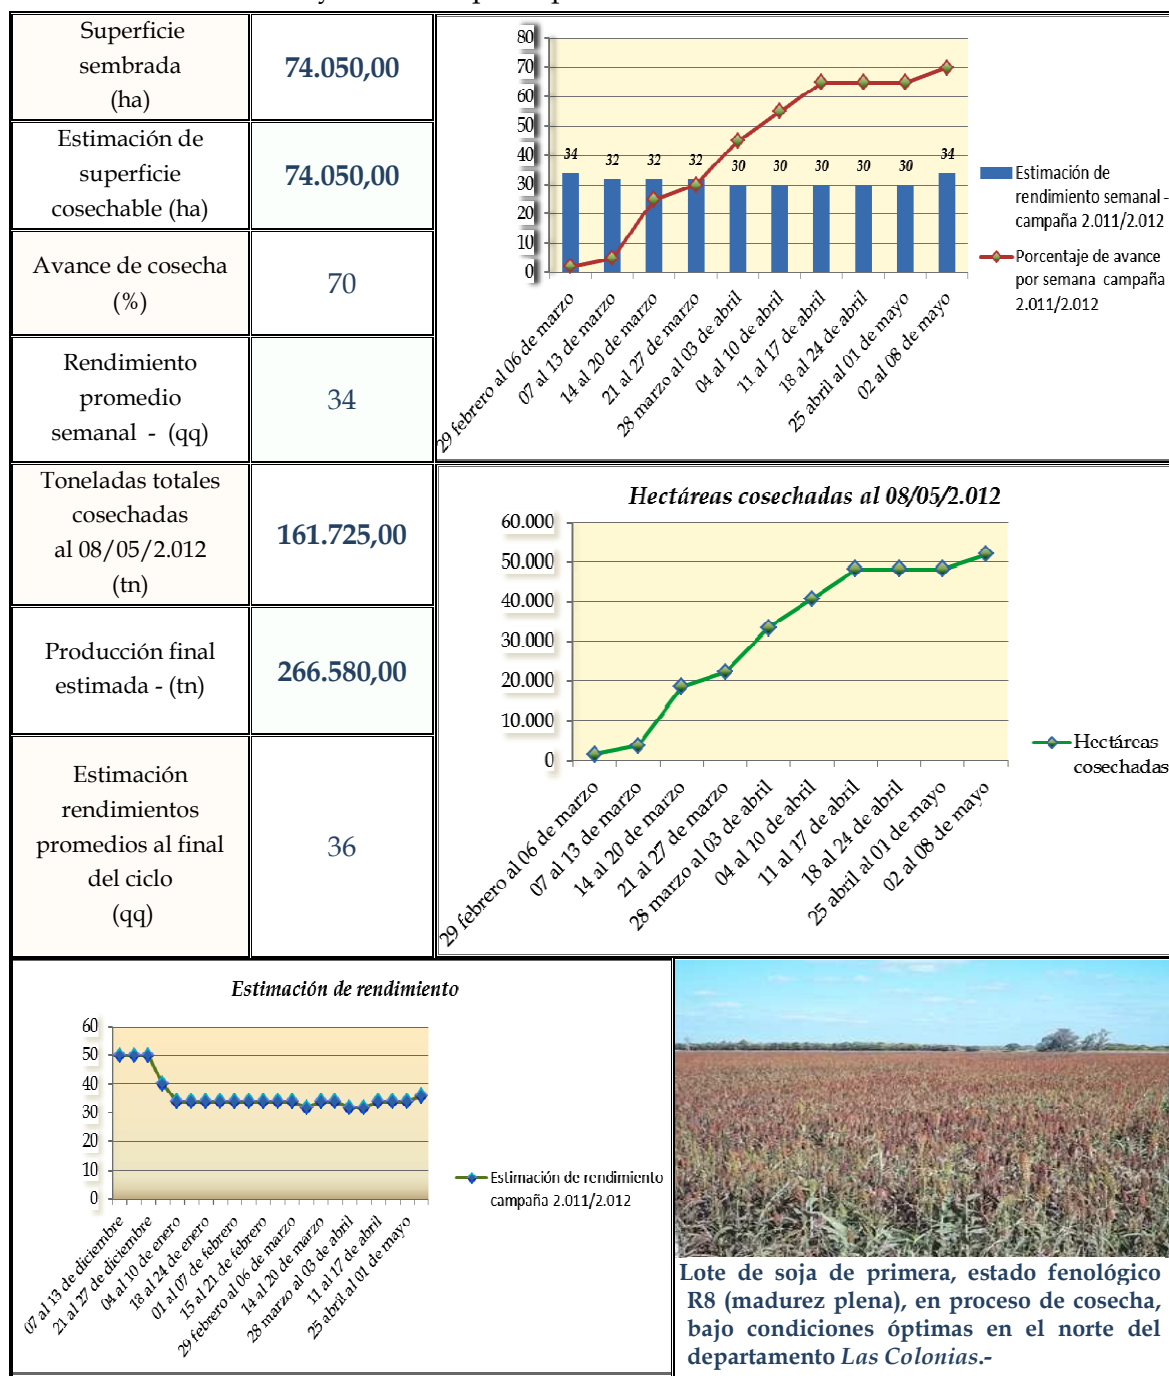 Superficie
sembrada
(ha)
74.050,00
Estimación de
superficie
cosechable (ha)
74.050,00
Avance de cosecha
(%)
70
Rendimiento
promedio
semanal - (qq)
34
Toneladas totales
cosechadas
al 08/05/2.012
(tn)
161.725,00
Producción final
estimada - (tn)
266.580,00
Estimación
rendimientos
promedios al final
del ciclo
(qq)
36
80
70
60
50
40
30
20
10
0
34
32
32
32
30
30
30
30
30
34
29 febrero al 06 de marzo
07 al 13 de marzo
14 al 20 de marzo
21 al 27 de marzo
28 marzo al 03 de abril
04 al 10 de abril
11 al 17 de abril
18 al 24 de abril
25 abril al 01 de mayo
02 al 08 de mayo
Estimación de
rendimiento semanal -
campaña 2.011/2.012
Porcentaje de avance
por semana campaña
2.011/2.012
Hectáreas cosechadas al 08/05/2.012
60.000
50.000
40.000
30.000
20.000
10.000
0
29 febrero al 06 de marzo
07 al 13 de marzo
14 al 20 de marzo
21 al 27 de marzo
28 marzo al 03 de abril
04 al 10 de abril
11 al 17 de abril
18 al 24 de abril
25 abril al 01 de mayo
02 al 08 de mayo
Hectáreas
cosechadas
Estimación de rendimiento
60
50
40
30
20
10
0
07 al 13 de diciembre
21 al 27 de diciembre
04 al 10 de enero
18 al 24 de enero
01 al 07 de febrero
15 al 21 de febrero
29 febrero al 06 de marzo
14 al 20 de marzo
28 marzo al 03 de abril
11 al 17 de abril
25 abril al 01 de mayo
Estimación de rendimiento
campaña 2.011/2.012
Lote de soja de primera, estado fenológico
R8 (madurez plena), en proceso de cosecha,
bajo condiciones óptimas en el norte del
departamento Las Colonias.-